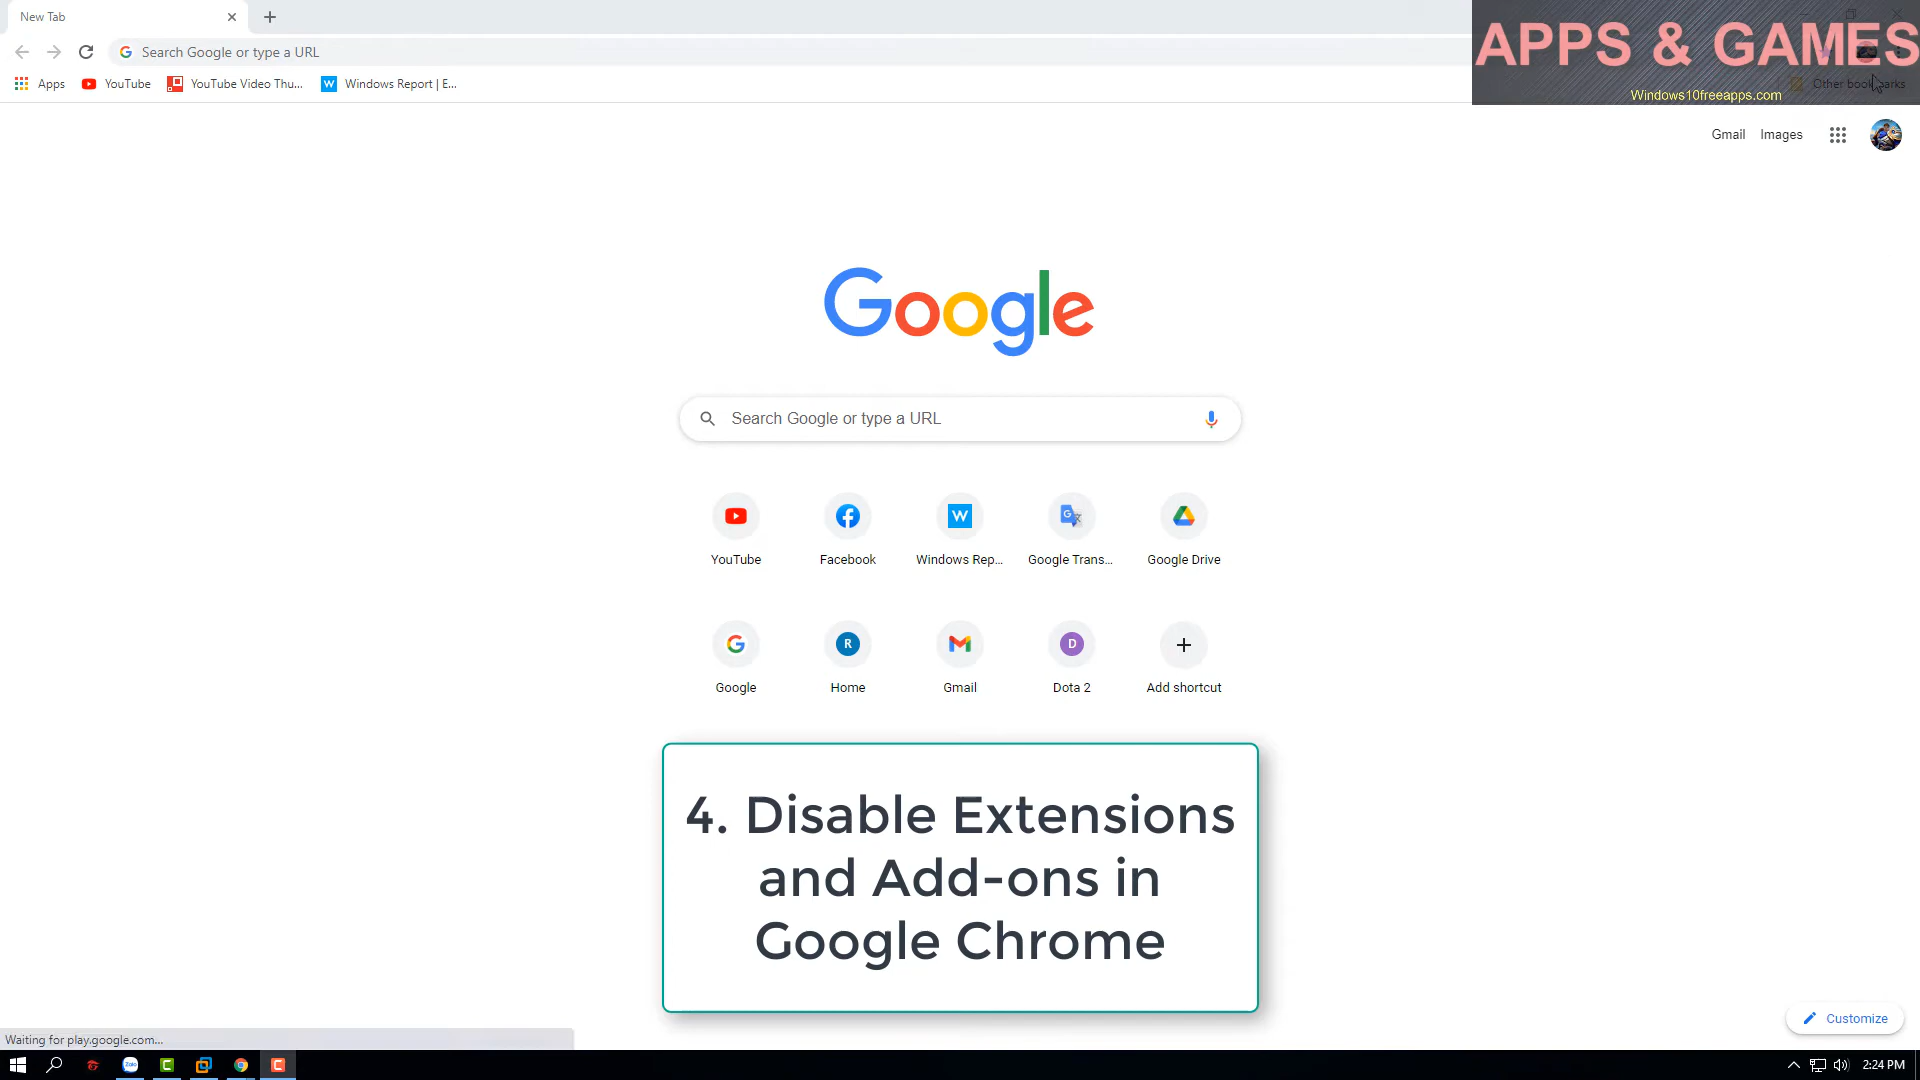 New Tab
Search Google or type a URL
APPS & GAMES
Apps YouTube YouTube Video Thu... Windows Report | E... Other bookmarks
Windows10freeapps.com
Gmail Images
Google
Search Google or type a URL
W
YouTube Facebook Windows Rep... Google Trans... Google Drive
R D
Google Home Gmail Dota 2 Add shortcut
4. Disable Extensions
and Add-ons in
Google Chrome
Customize
Waiting for play.google.com...
Zalo
2:24 PM